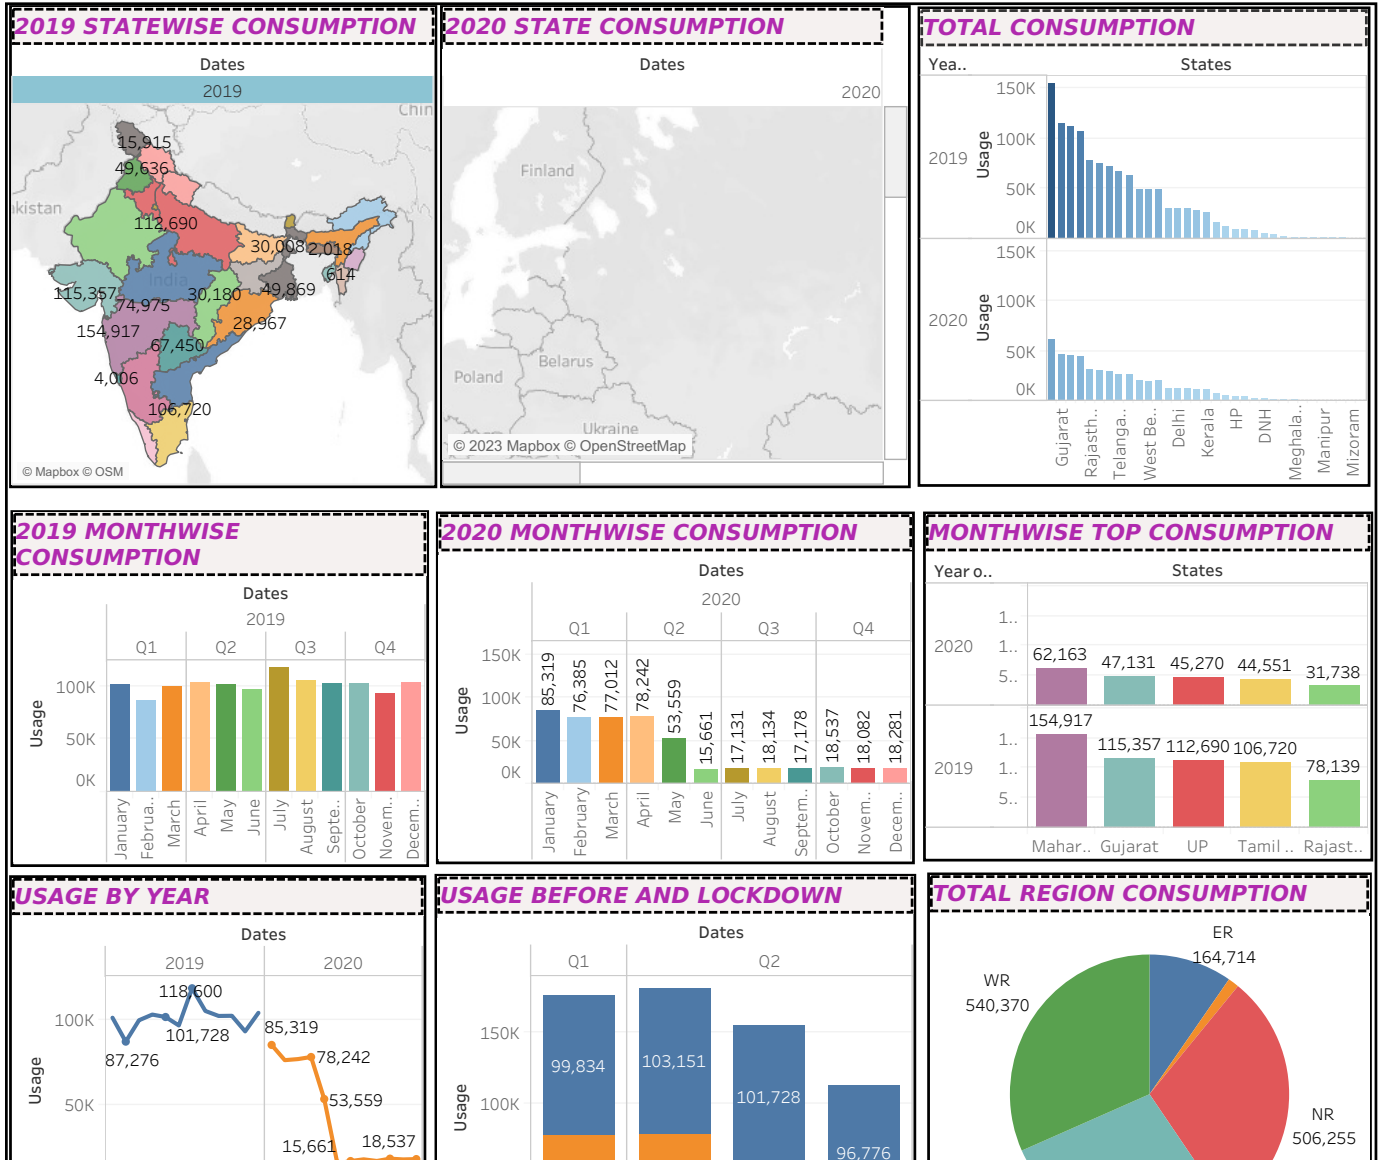 2019 STATEWISE CONSUMPTION
Dates
2019
Chin
kistan
India
15,915
49,636
112,690
30,008
2,018
614
115,357
74,975
30,180
49,869
154,917
28,967
67,450
4,006
106,720
© Mapbox © OSM
2020 STATE CONSUMPTION
Dates
2020
Finland
Belarus
Poland
Ukraine
© 2023 Mapbox © OpenStreetMap
TOTAL CONSUMPTION
Yea..
States
2019
Usage
150K
100K
50K
0K
2020
Usage
150K
100K
50K
0K
Gujarat
Rajasth..
Telanga..
West Be..
Delhi
Kerala
HP
DNH
Meghala..
Manipur
Mizoram
2019 MONTHWISE
CONSUMPTION
Dates
2019
Q1 Q2 Q3 Q4
Usage
100K
50K
0K
January
Februa..
March
April
May
June
July
August
Septe..
October
Novem..
Decem..
2020 MONTHWISE CONSUMPTION
Dates
2020
Q1 Q2 Q3 Q4
Usage
150K
100K
50K
0K
85,319
76,385
77,012
78,242
53,559
15,661
17,131
18,134
17,178
18,537
18,082
18,281
January
February
March
April
May
June
July
August
Septem..
October
Novem..
Decem..
MONTHWISE TOP CONSUMPTION
Year o..
States
2020
1..
1..
5..
62,163 47,131 45,270 44,551 31,738
2019
1..
1..
5..
154,917 115,357 112,690 106,720 78,139
Mahar.. Gujarat UP Tamil .. Rajast..
USAGE BY YEAR
Dates
2019 2020
Usage
100K
50K
118,600
101,728
87,276
85,319
78,242
53,559
15,661
18,537
USAGE BEFORE AND LOCKDOWN
Dates
Q1 Q2
Usage
150K
100K
99,834
103,151
101,728
96,776
TOTAL REGION CONSUMPTION
ER
164,714
WR
540,370
NR
506,255